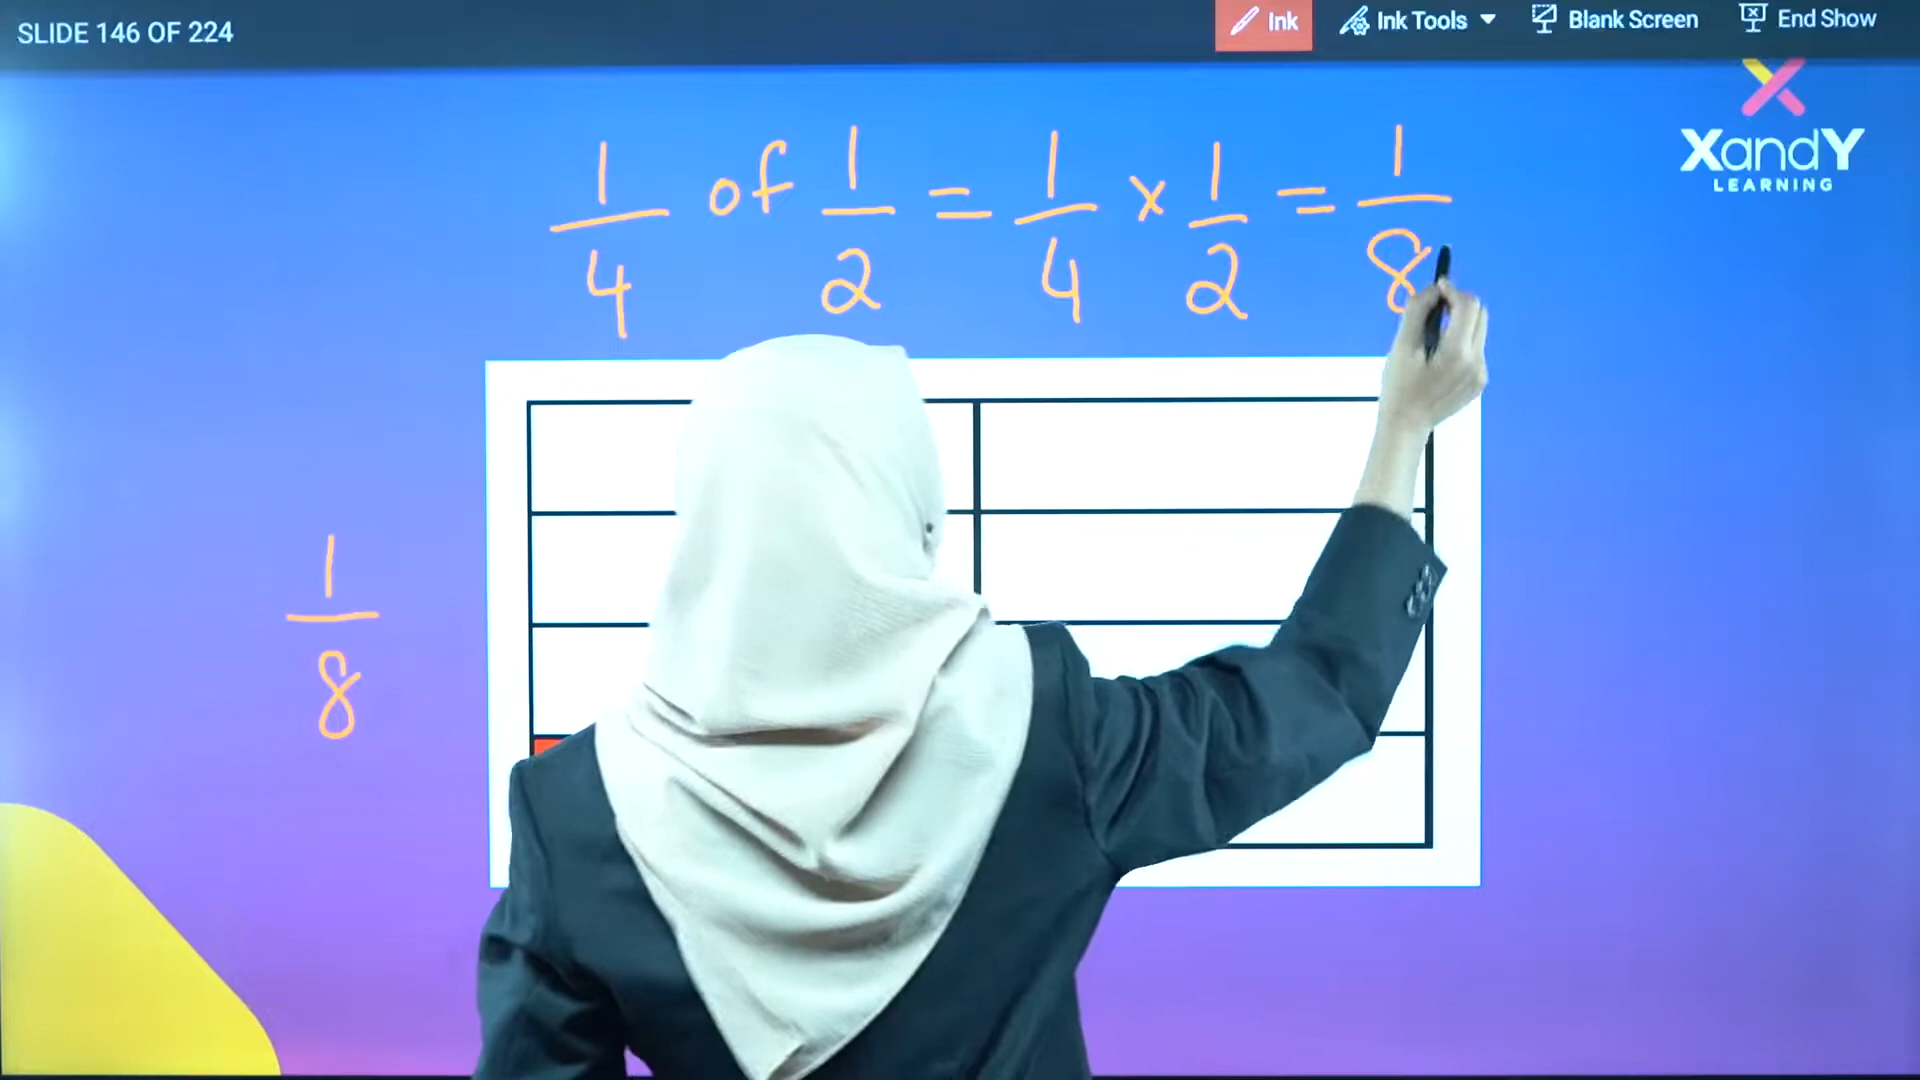 SLIDE 146 OF 224
Ink
Ink Tools
Blank Screen
End Show
XandY
LEARNING
1/4 of 1/2 = 1/4 x 1/2 = 1/8
1/8